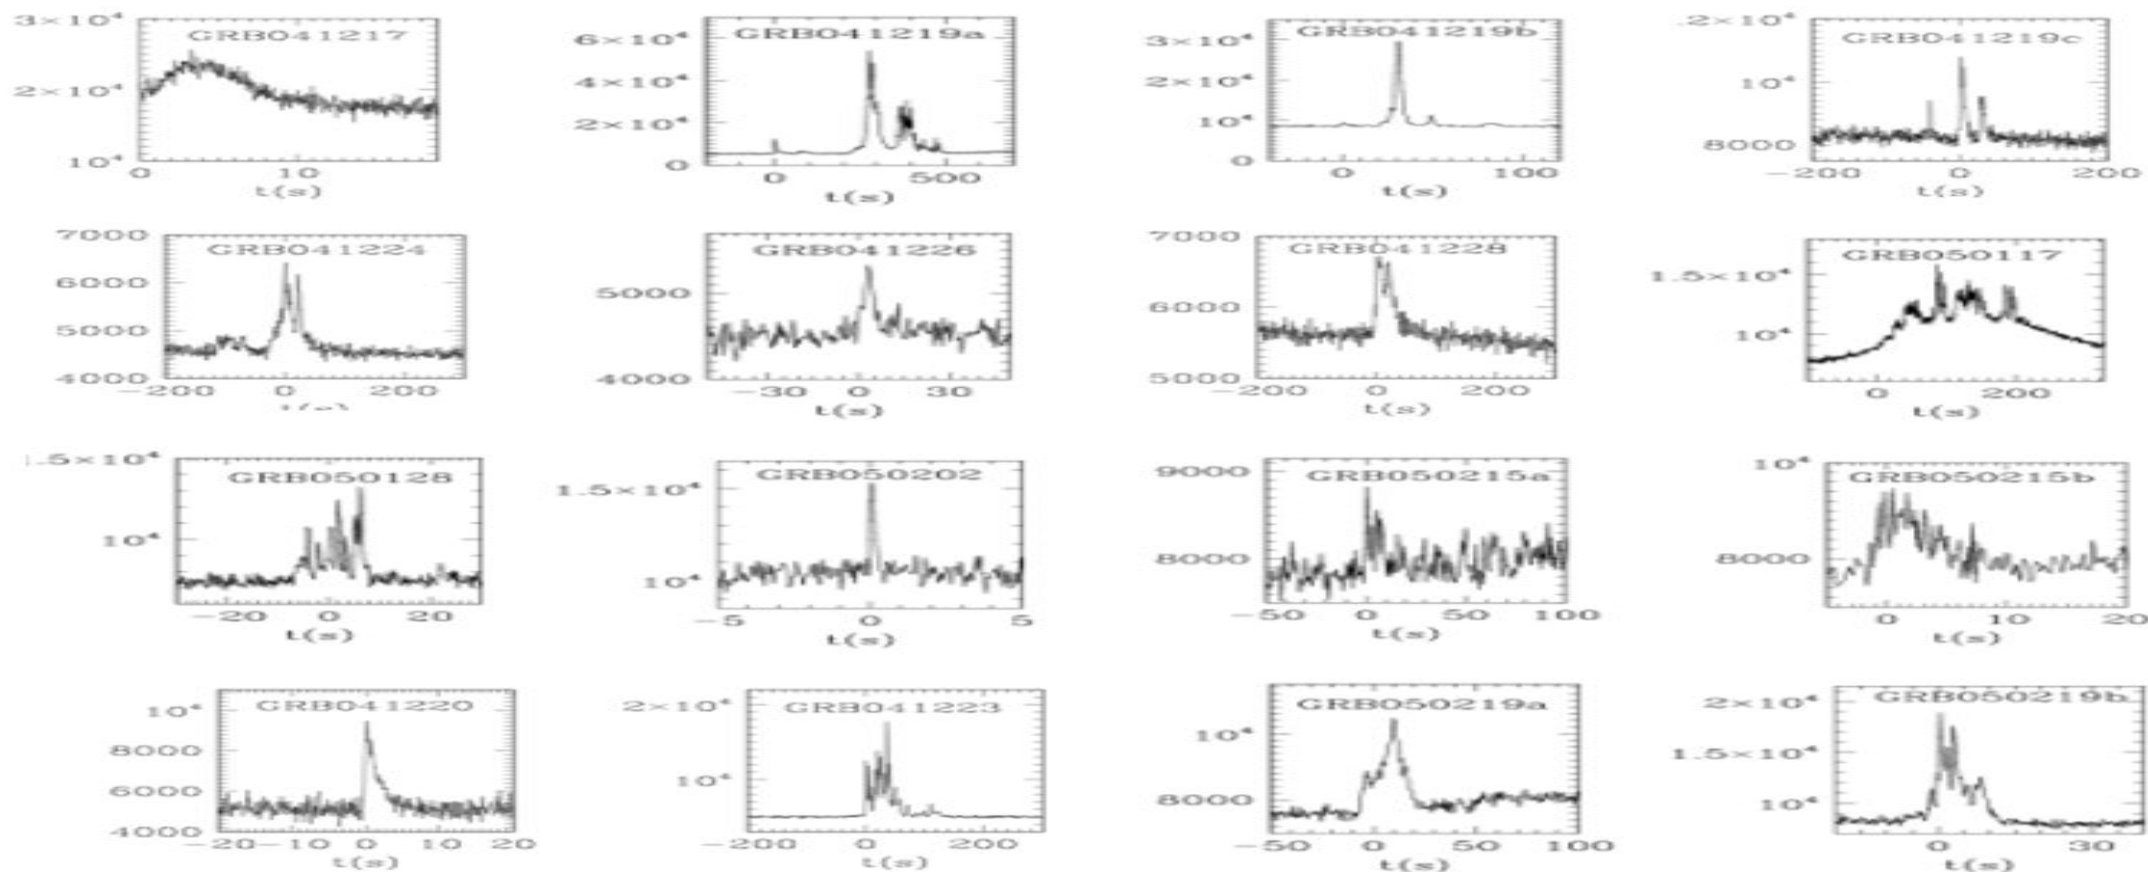 3×10⁴ GRB041217
2×10⁴
10⁴
0 10
t(s)
6×10⁴ GRB041219a
4×10⁴
2×10⁴
0
0 500
t(s)
3×10⁴ GRB041219b
2×10⁴
10⁴
0
0 100
t(s)
.2×10⁴ GRB041219c
10⁴
8000
−200 0 200
t(s)
7000 GRB041224
6000
5000
4000
−200 0 200
t(s)
GRB041226
5000
4000
−30 0 30
t(s)
7000 GRB041228
6000
5000
−200 0 200
t(s)
GRB050117
1.5×10⁴
10⁴
0 200
t(s)
.5×10⁴ GRB050128
10⁴
−20 0 20
t(s)
GRB050202
1.5×10⁴
10⁴
−5 0 5
t(s)
9000 GRB050215a
8000
−50 0 50 100
t(s)
10⁴ GRB050215b
8000
0 10 20
t(s)
10⁴ GRB041220
8000
6000
4000
−20 −10 0 10 20
t(s)
2×10⁴ GRB041223
10⁴
−200 0 200
t(s)
GRB050219a
10⁴
8000
−50 0 50 100
t(s)
2×10⁴ GRB050219b
1.5×10⁴
10⁴
0 30
t(s)